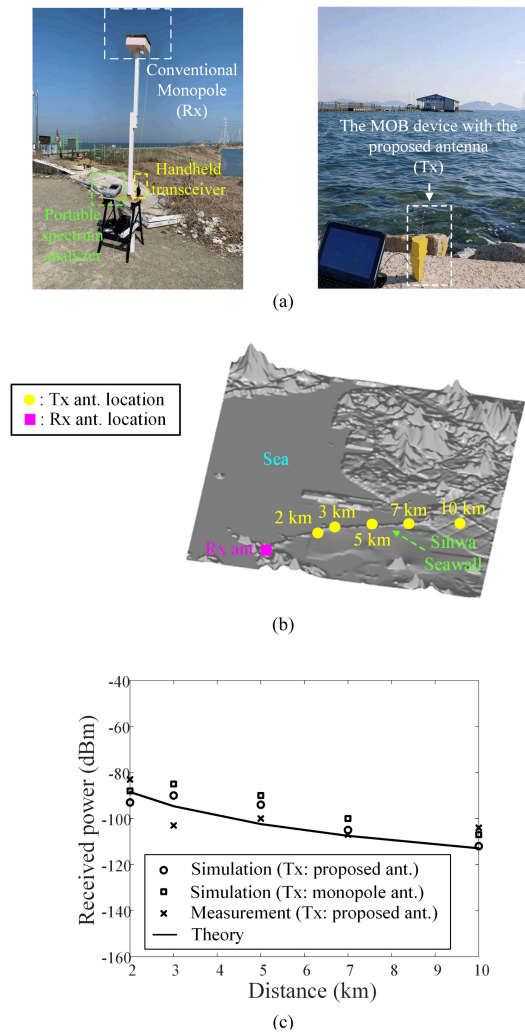 Conventional
Monopole
(Rx)
Handheld
transceiver
Portable
spectrum
analyzer
The MOB device with the
proposed antenna
(Tx)
(a)
: Tx ant. location
: Rx ant. location
Sea
2 km
3 km
5 km
7 km
10 km
Rx ant.
Sihwa
Seawall
(b)
Received power (dBm)
-40
-60
-80
-100
-120
-140
-160
Simulation (Tx: proposed ant.)
Simulation (Tx: monopole ant.)
Measurement (Tx: proposed ant.)
Theory
2 3 4 5 6 7 8 9 10
Distance (km)
(c)